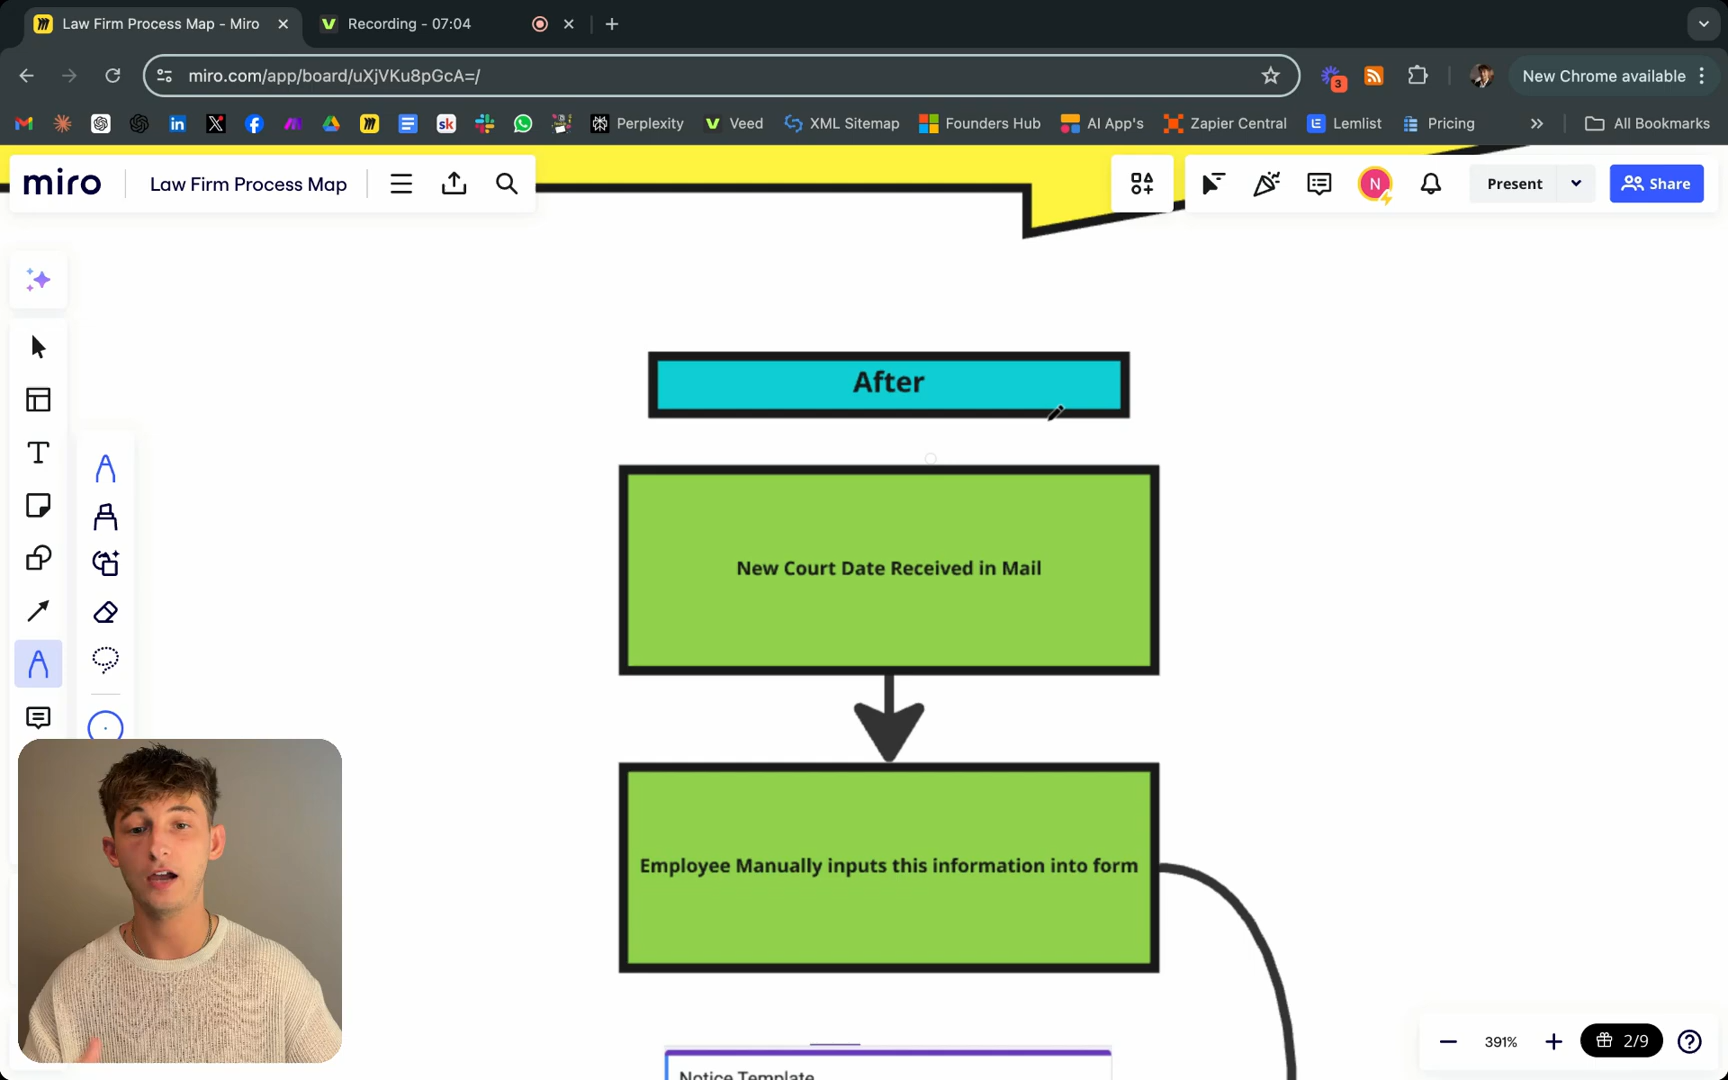 Law Firm Process Map - Miro
Recording - 07:04
miro.com/app/board/uXjVKu8pGcA=/
3
New Chrome available
sk
Perplexity
Veed
XML Sitemap
Founders Hub
AI App's
Zapier Central
Lemlist
Pricing
All Bookmarks
miro
Law Firm Process Map
N
Present
Share
After
New Court Date Received in Mail
Employee Manually inputs this information into form
Notice Template
391%
2/9